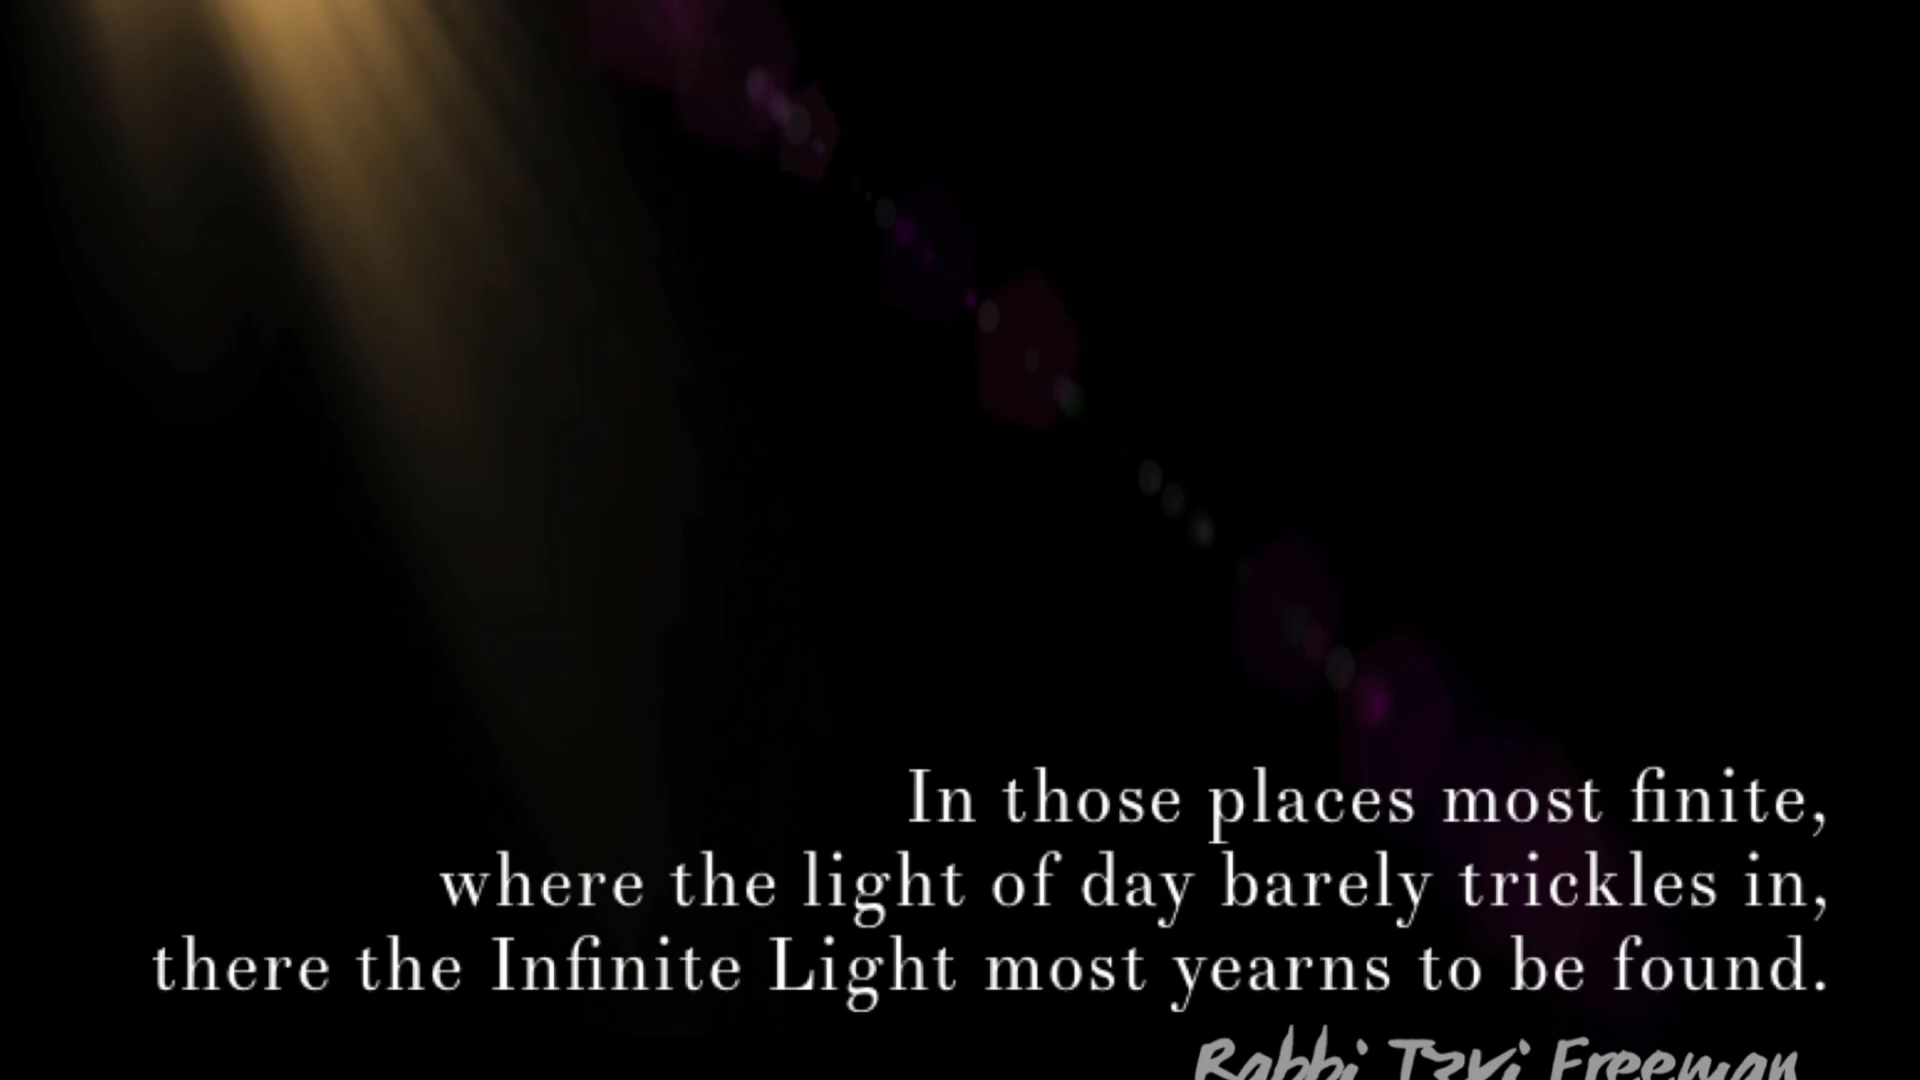 In those places most finite,
where the light of day barely trickles in,
there the Infinite Light most yearns to be found.
Rabbi Tzvi Freeman